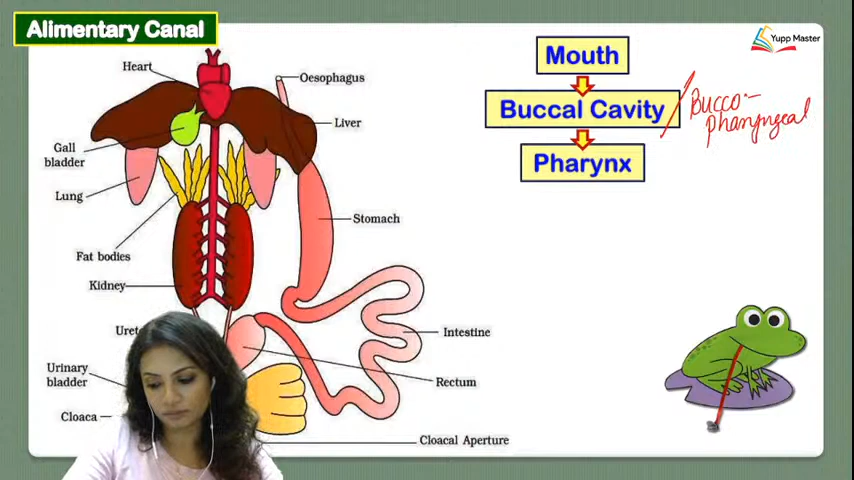 Alimentary Canal
Yupp Master
Mouth
Buccal Cavity
Bucco-
pharyngeal
Pharynx
Heart
Oesophagus
Liver
Gall
bladder
Lung
Stomach
Fat bodies
Kidney
Intestine
Urinary
bladder
Rectum
Cloaca
Cloacal Aperture